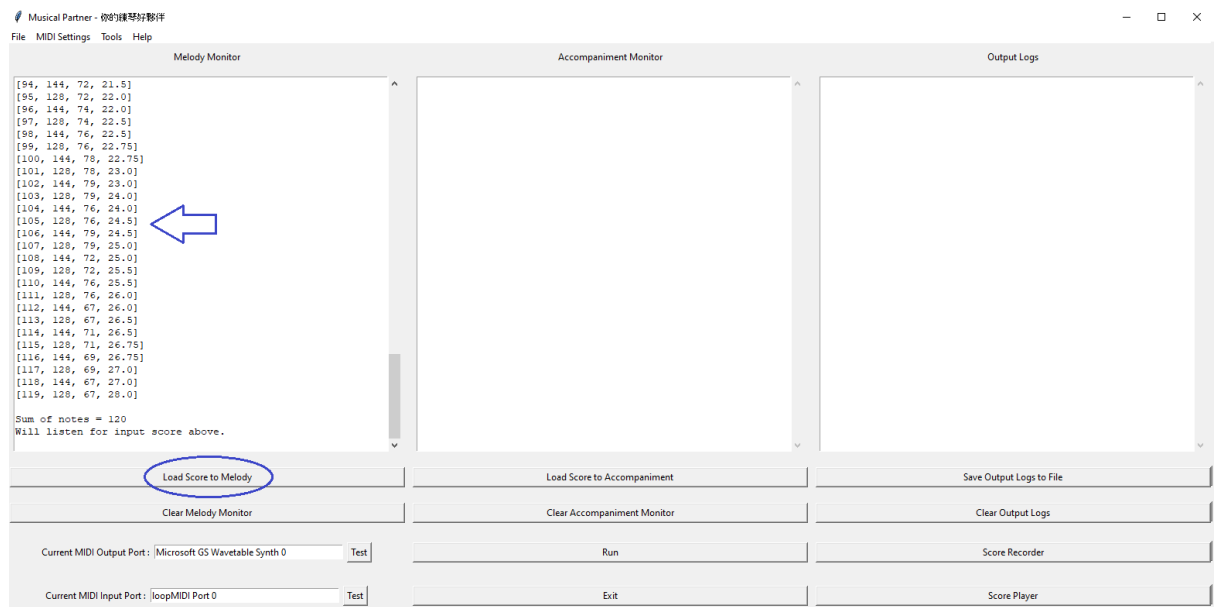 Musical Partner - 你的練琴好夥伴
File MIDI Settings Tools Help
Melody Monitor
Accompaniment Monitor
Output Logs
[94, 144, 72, 21.5]
[95, 128, 72, 22.0]
[96, 144, 74, 22.0]
[97, 128, 74, 22.5]
[98, 144, 76, 22.5]
[99, 128, 76, 22.75]
[100, 144, 78, 22.75]
[101, 128, 78, 23.0]
[102, 144, 79, 23.0]
[103, 128, 79, 24.0]
[104, 144, 76, 24.0]
[105, 128, 76, 24.5]
[106, 144, 79, 24.5]
[107, 128, 79, 25.0]
[108, 144, 72, 25.0]
[109, 128, 72, 25.5]
[110, 144, 76, 25.5]
[111, 128, 76, 26.0]
[112, 144, 67, 26.0]
[113, 128, 67, 26.5]
[114, 144, 71, 26.5]
[115, 128, 71, 26.75]
[116, 144, 69, 26.75]
[117, 128, 69, 27.0]
[118, 144, 67, 27.0]
[119, 128, 67, 28.0]
Sum of notes = 120
Will listen for input score above.
Load Score to Melody
Load Score to Accompaniment
Save Output Logs to File
Clear Melody Monitor
Clear Accompaniment Monitor
Clear Output Logs
Current MIDI Output Port : Microsoft GS Wavetable Synth 0 Test
Run
Score Recorder
Current MIDI Input Port : loopMIDI Port 0 Test
Exit
Score Player